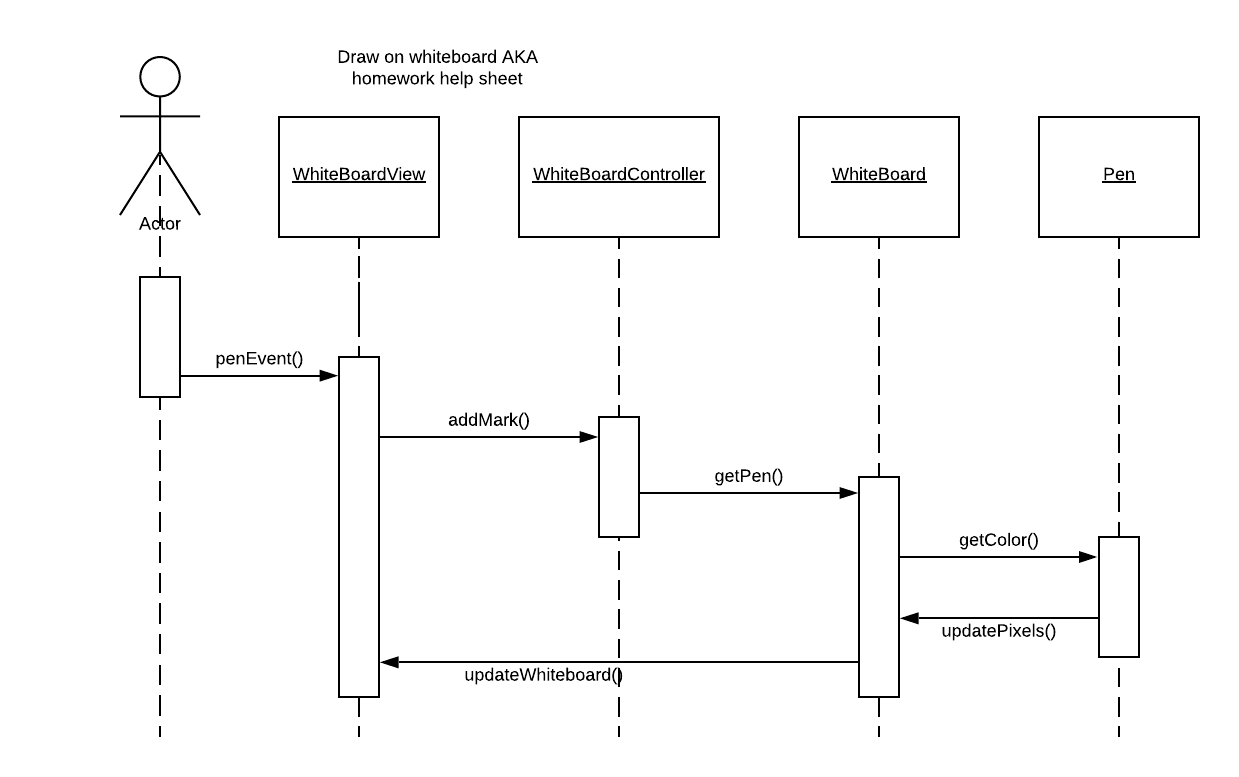 Draw on whiteboard AKA
homework help sheet
WhiteBoardView
WhiteBoardController
WhiteBoard
Pen
Actor
penEvent()
addMark()
getPen()
getColor()
updatePixels()
updateWhiteboard()